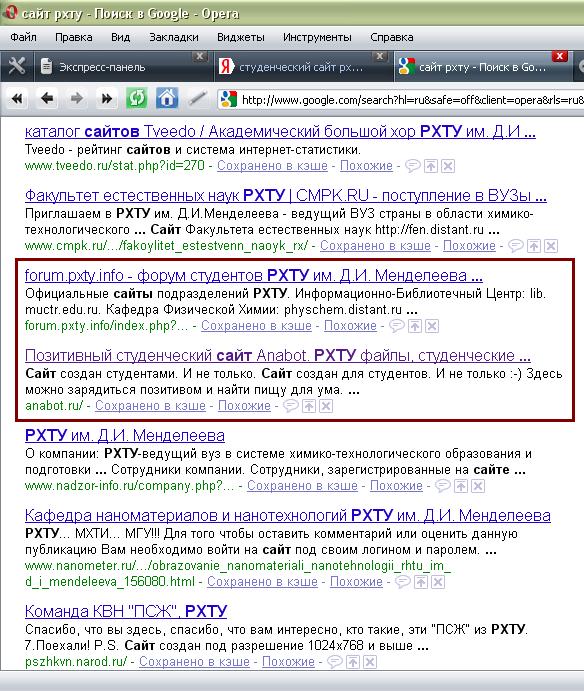 сайт рхту - Поиск в Google - Opera
Файл Правка Вид Закладки Виджеты Инструменты Справка
Экспресс-панель студенческий сайт рх... сайт рхту - Поиск в Go...
http://www.google.com/search?hl=ru&safe=off&client=opera&rls=ru&
каталог сайтов Tveedo / Академический большой хор РХТУ им. Д.И ...
Tveedo - рейтинг сайтов и система интернет-статистики.
www.tveedo.ru/stat.php?id=270 - Сохранено в кэше - Похожие -
Факультет естественных наук РХТУ | CMPK.RU - поступление в ВУЗы ...
Приглашаем в РХТУ им. Д.И.Менделеева - ведущий ВУЗ страны в области химико-
технологического ... Сайт Факультета естественных наук http://fen.distant.ru ...
www.cmpk.ru/.../fakoylitet_estestvenn_naoyk_rx/ - Сохранено в кэше - Похожие -
forum.pxty.info - форум студентов РХТУ им. Д.И. Менделеева ...
Официальные сайты подразделений РХТУ. Информационно-Библиотечный Центр: lib.
muctr.edu.ru. Кафедра Физической Химии: physchem.distant.ru ...
forum.pxty.info/index.php?... - Сохранено в кэше - Похожие -
Позитивный студенческий сайт Anabot. РХТУ файлы, студенческие ...
Сайт создан студентами. И не только. Сайт создан для студентов. И не только :-) Здесь
можно зарядиться позитивом и найти пищу для ума. ...
anabot.ru/ - Сохранено в кэше - Похожие -
РХТУ им. Д.И. Менделеева
О компании: РХТУ-ведущий вуз в системе химико-технологического образования и
подготовки ... Сотрудники компании. Сотрудники, зарегистрированные на сайте ...
www.nadzor-info.ru/company.php?... - Сохранено в кэше - Похожие -
Кафедра наноматериалов и нанотехнологий РХТУ им. Д.И. Менделеева
РХТУ... МХТИ... МГУ!!! Для того чтобы оставить комментарий или оценить данную
публикацию Вам необходимо войти на сайт под своим логином и паролем. ...
www.nanometer.ru/.../obrazovanie_nanomateriali_nanotehnologii_rhtu_im_
d_i_mendeleeva_156080.html - Сохранено в кэше - Похожие -
Команда КВН "ПСЖ", РХТУ
Спасибо, что вы здесь, спасибо, что вам интересно, кто такие, эти "ПСЖ" из РХТУ.
7.Поехали! P.S. Сайт создан под разрешение 1024x768 и выше ...
pszhkvn.narod.ru/ - Сохранено в кэше - Похожие -